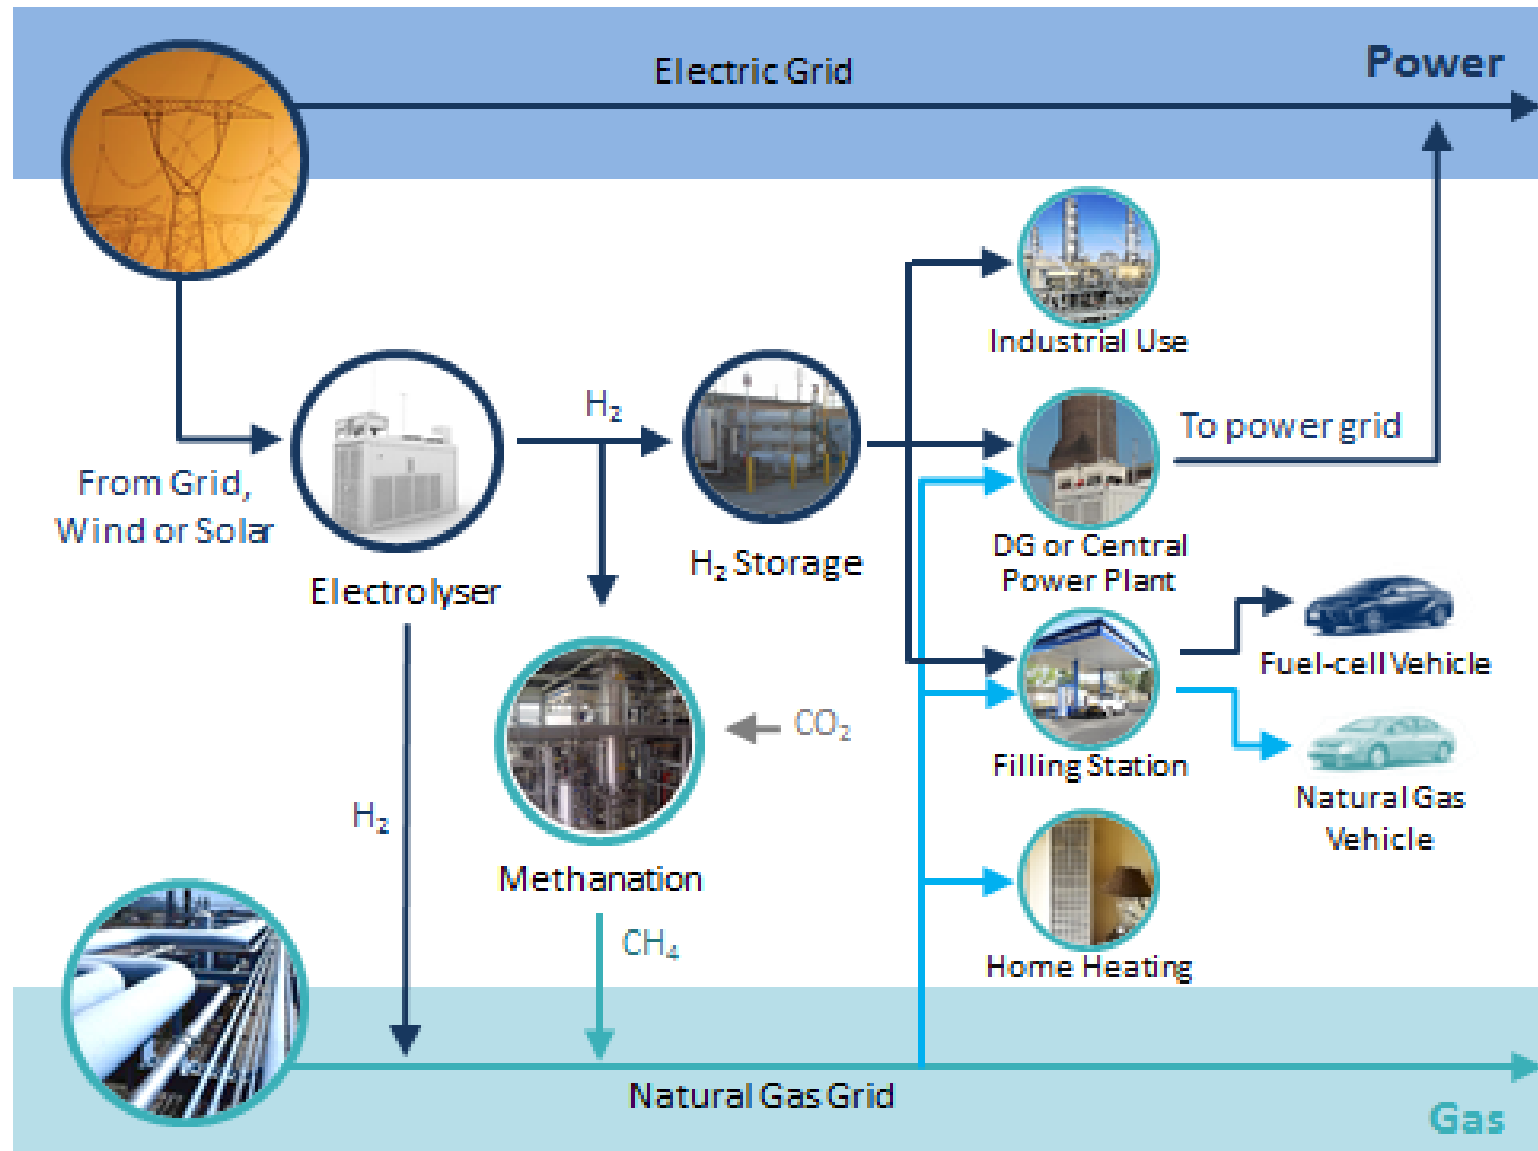 Electric Grid
Power
Industrial Use
H₂
To power grid
From Grid,
Wind or Solar
Electrolyser
H₂ Storage
DG or Central
Power Plant
Fuel-cell Vehicle
CO₂
Filling Station
Natural Gas
Vehicle
H₂
Methanation
CH₄
Home Heating
Natural Gas Grid
Gas